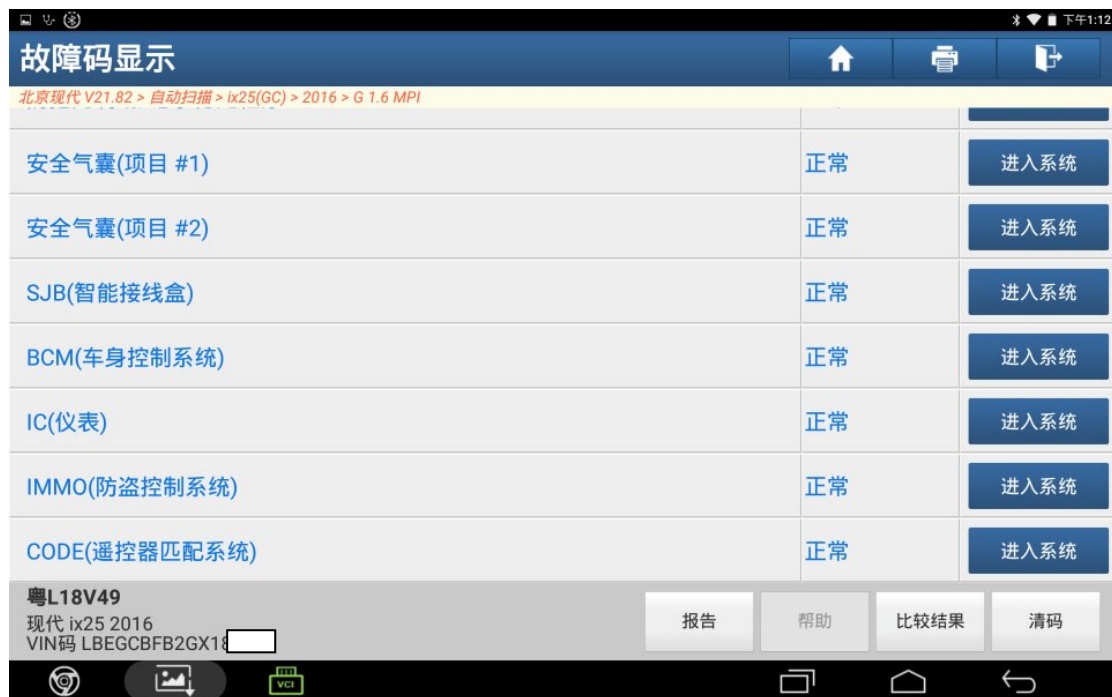 下午1:12
故障码显示
北京现代 V21.82 > 自动扫描 > ix25(GC) > 2016 > G 1.6 MPI
安全气囊(项目 #1) 正常 进入系统
安全气囊(项目 #2) 正常 进入系统
SJB(智能接线盒) 正常 进入系统
BCM(车身控制系统) 正常 进入系统
IC(仪表) 正常 进入系统
IMMO(防盗控制系统) 正常 进入系统
CODE(遥控器匹配系统) 正常 进入系统
粤L18V49
现代 ix25 2016
VIN码 LBEGCBFB2GX18
报告 帮助 比较结果 清码
VCI